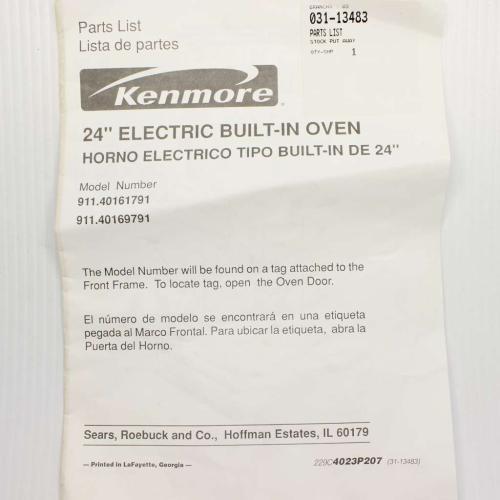 Parts List
Lista de partes
031-13483
PARTS LIST
STOCK PUT AWAY
QTY-SHP 1
Kenmore
24" ELECTRIC BUILT-IN OVEN
HORNO ELECTRICO TIPO BUILT-IN DE 24"
Model Number
911.40161791
911.40169791
The Model Number will be found on a tag attached to the
Front Frame. To locate tag, open the Oven Door.
El número de modelo se encontrará en una etiqueta
pegada al Marco Frontal. Para ubicar la etiqueta, abra la
Puerta del Horno.
Sears, Roebuck and Co., Hoffman Estates, IL 60179
— Printed in LaFayette, Georgia —
229C4023P207 (31-13483)